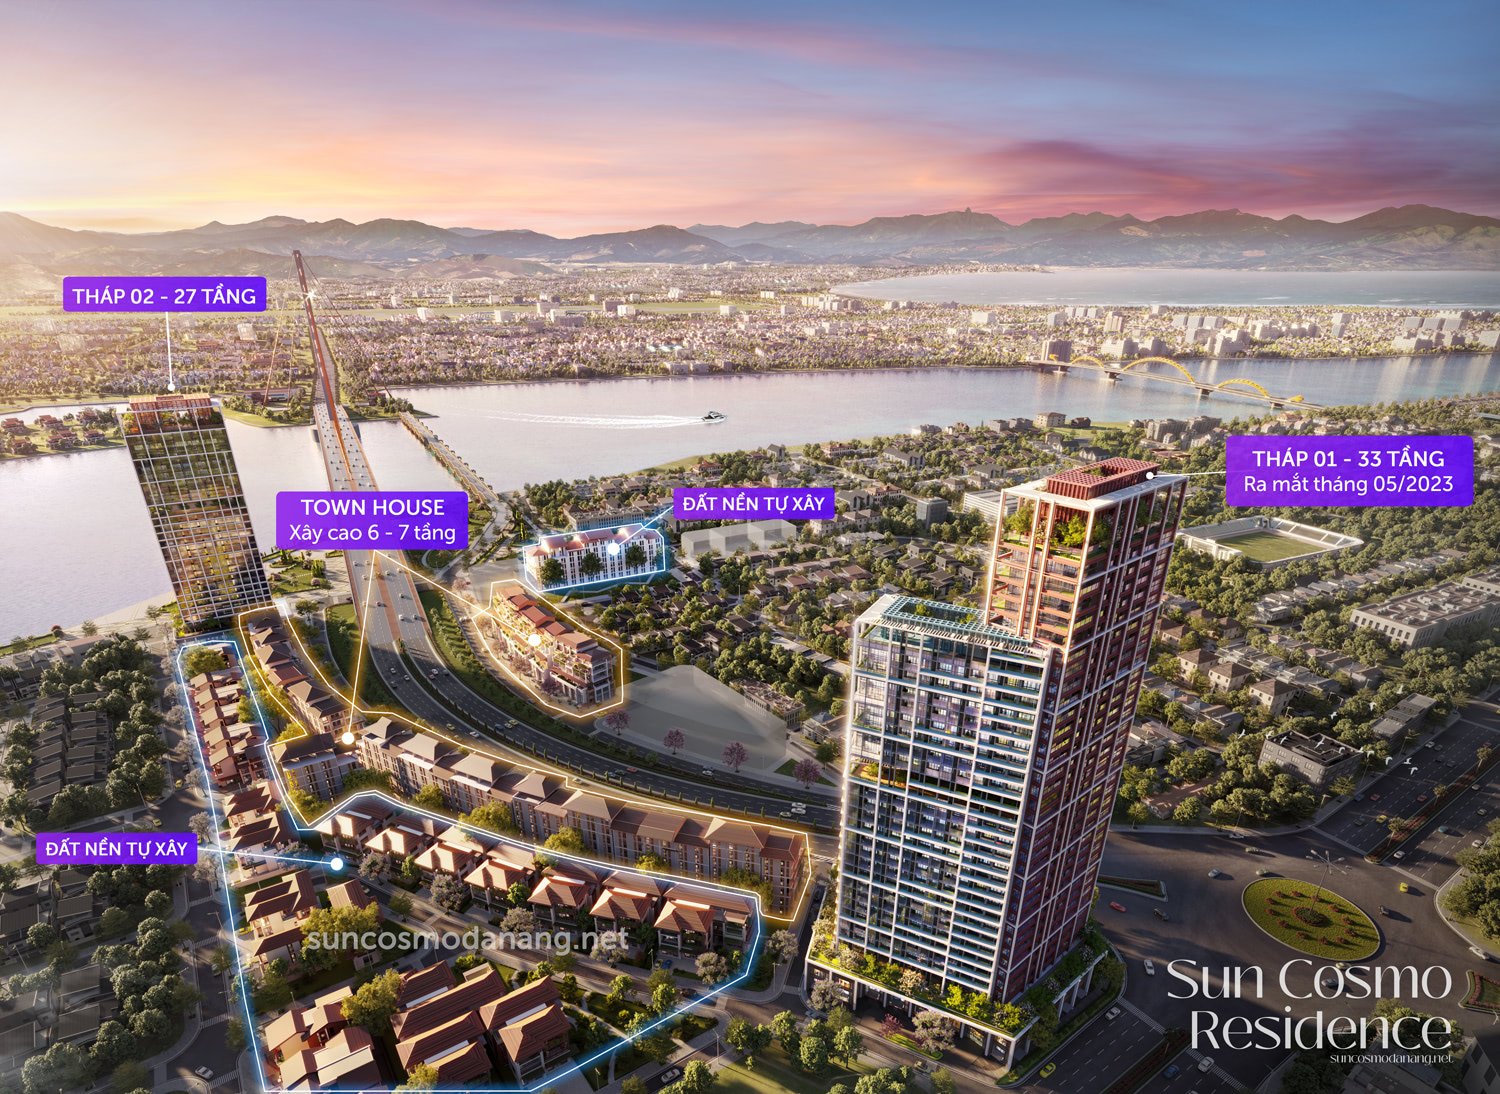 THÁP 02 - 27 TẦNG
THÁP 01 - 33 TẦNG
Ra mắt tháng 05/2023
TOWN HOUSE
Xây cao 6 - 7 tầng
ĐẤT NỀN TỰ XÂY
ĐẤT NỀN TỰ XÂY
suncosmodanang.net
Sun Cosmo
Residence
suncosmodanang.net